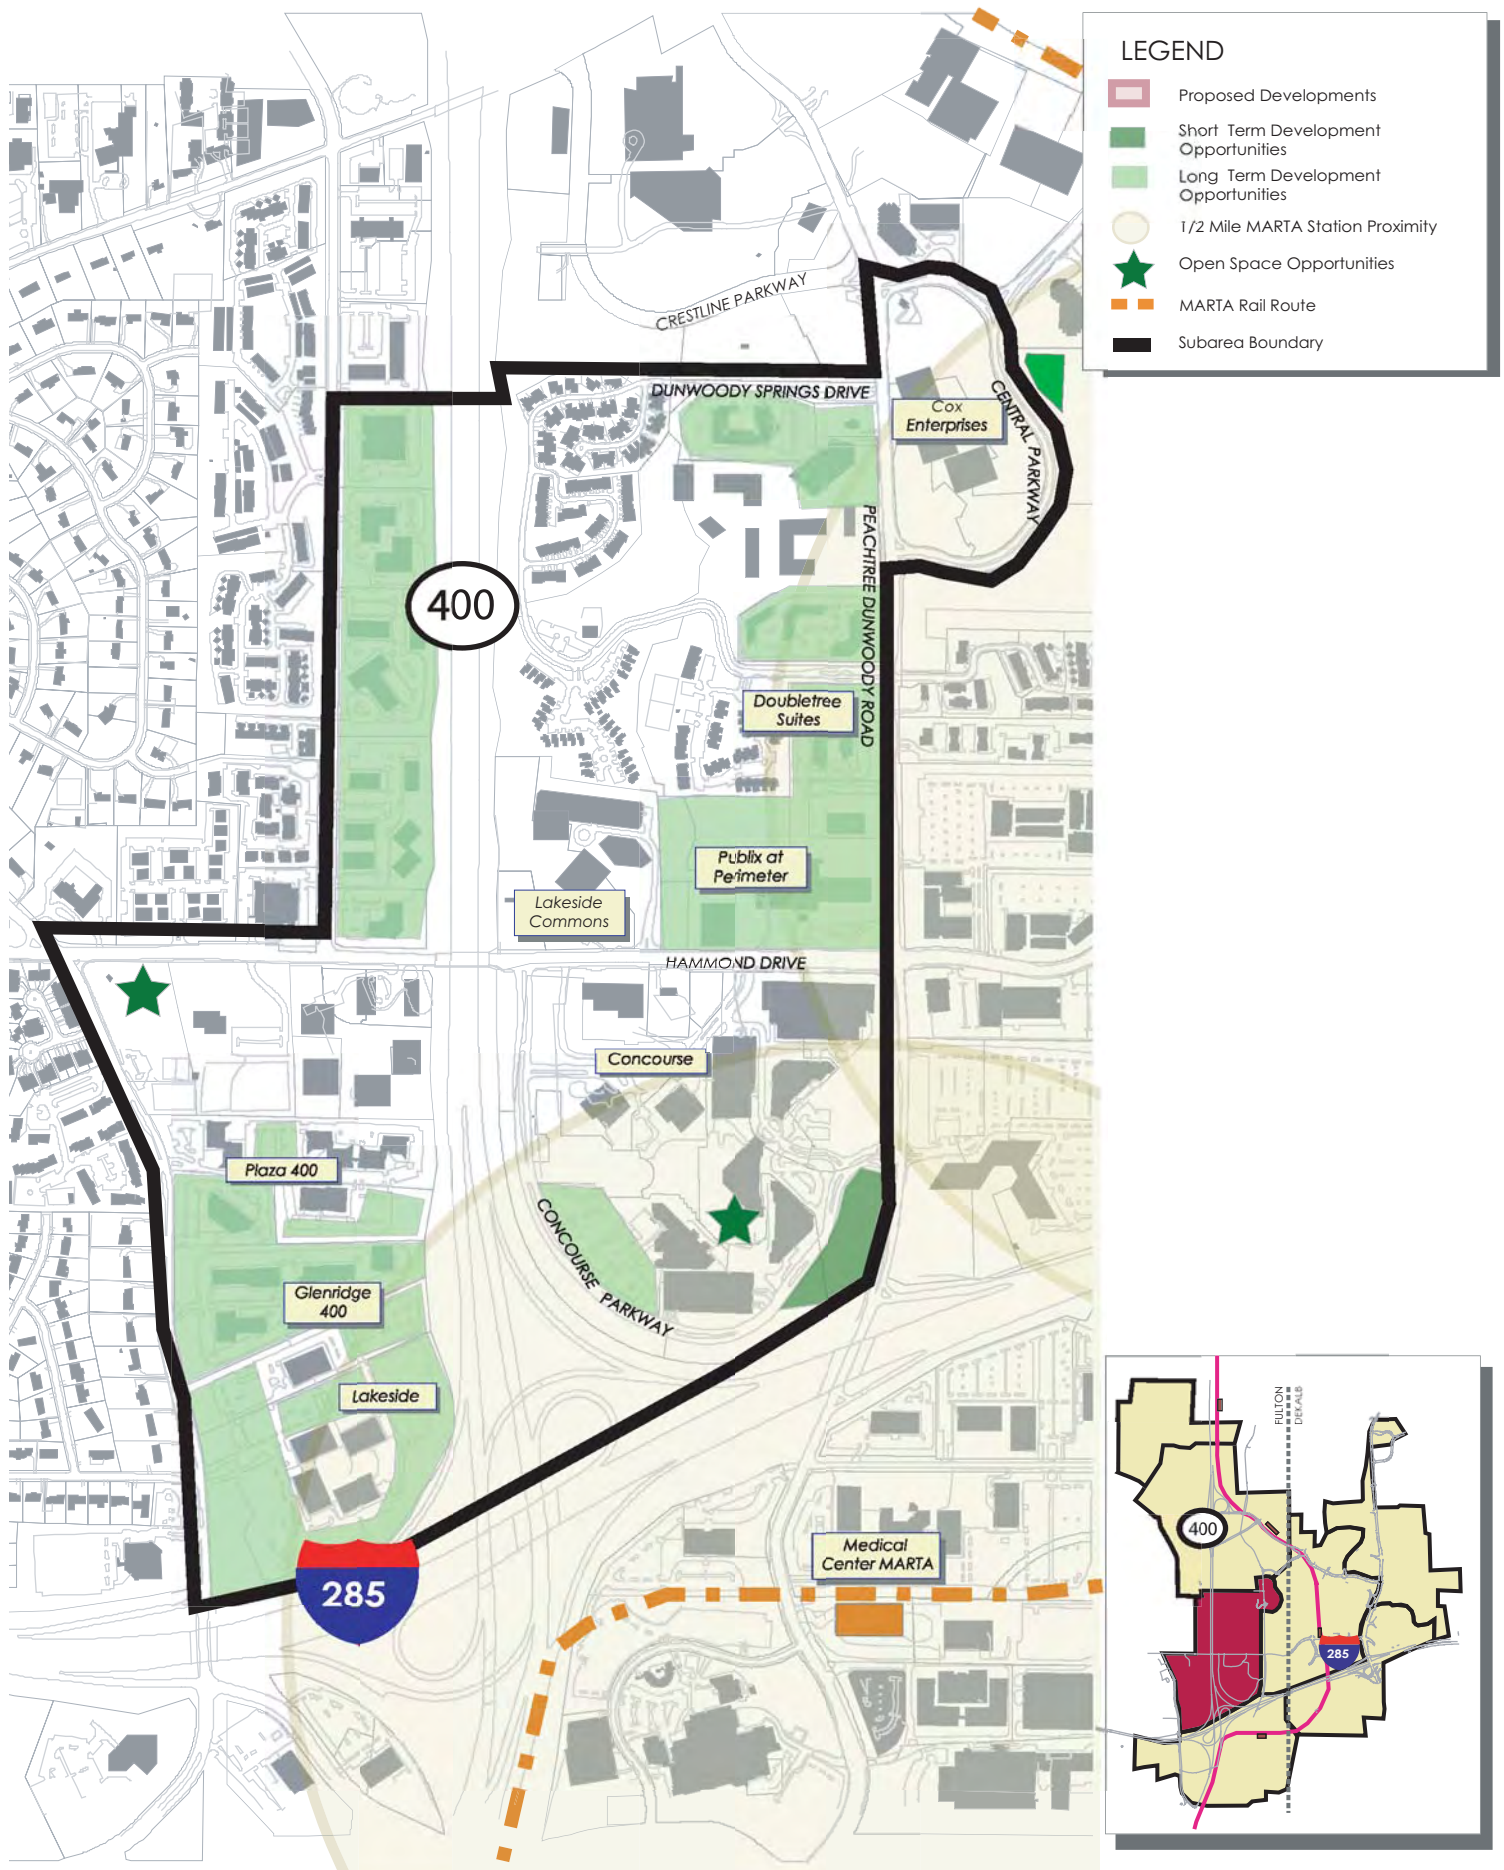 LEGEND
Proposed Developments
Short Term Development
Opportunities
Long Term Development
Opportunities
1/2 Mile MARTA Station Proximity
Open Space Opportunities
MARTA Rail Route
Subarea Boundary
CRESTLINE PARKWAY
DUNWOODY SPRINGS DRIVE
Cox
Enterprises
CENTRAL PARKWAY
PEACHTREE DUNWOODY ROAD
400
Doubletree
Suites
Publix at
Perimeter
Lakeside
Commons
HAMMOND DRIVE
Concourse
Plaza 400
CONCOURSE PARKWAY
Glenridge
400
Lakeside
285
Medical
Center MARTA
FULTON
DEKALB
400
285